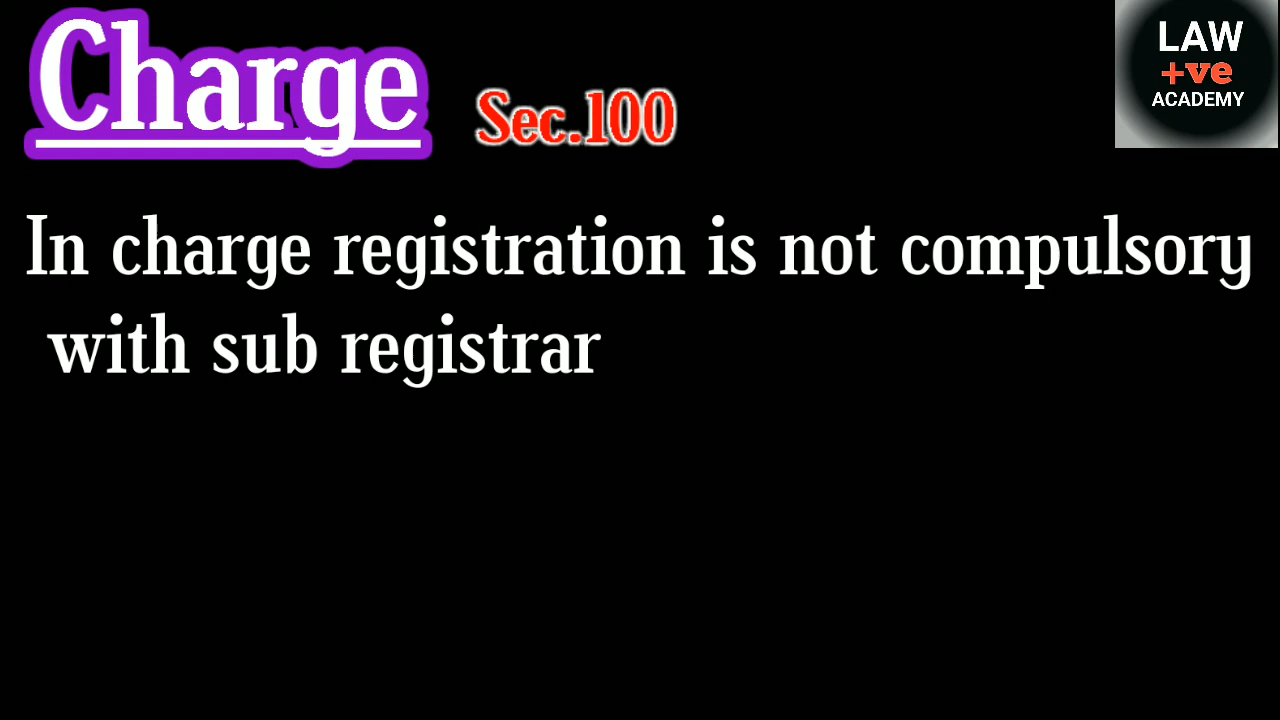 Charge Sec.100
LAW
+ve
ACADEMY
In charge registration is not compulsory
with sub registrar